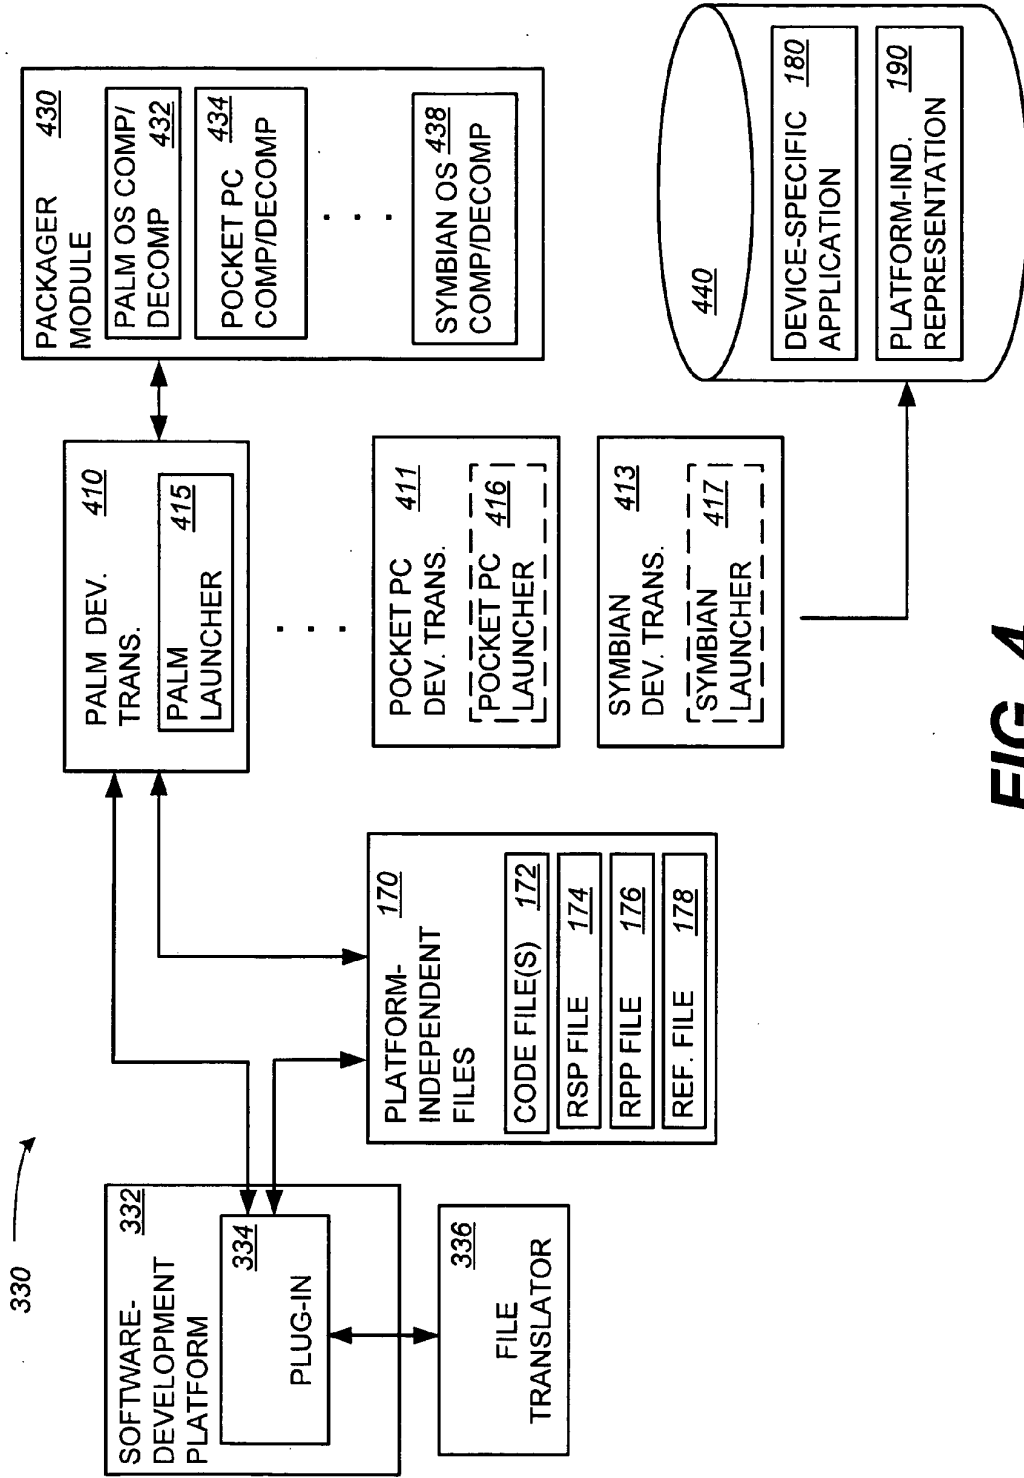 330
SOFTWARE-
DEVELOPMENT
PLATFORM
332
334
PLUG-IN
336
FILE
TRANSLATOR
PLATFORM-
INDEPENDENT
FILES
170
CODE FILE(S) 172
RSP FILE 174
RPP FILE 176
REF. FILE 178
PALM DEV.
TRANS.
410
PALM
LAUNCHER
415
. . .
POCKET PC
DEV. TRANS.
411
POCKET PC
LAUNCHER
416
SYMBIAN
DEV. TRANS.
413
SYMBIAN
LAUNCHER
417
PACKAGER
MODULE
430
PALM OS COMP/
DECOMP 432
POCKET PC
COMP/DECOMP
434
. . .
SYMBIAN OS
COMP/DECOMP
438
440
DEVICE-SPECIFIC
APPLICATION
180
PLATFORM-IND.
REPRESENTATION
190
FIG. 4